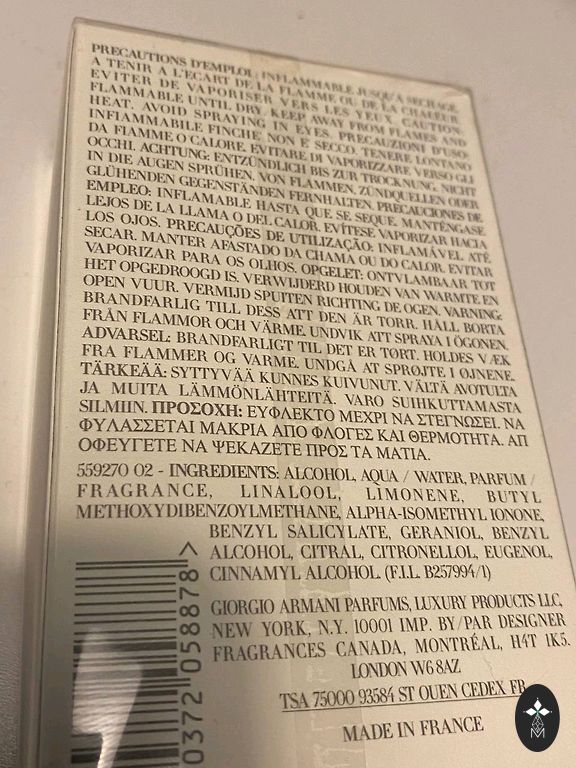 PRECAUTIONS D'EMPLOI: INFLAMMABLE JUSQU'A SECHAGE.
A TENIR A L'ECART DE LA FLAMME OU DE LA CHALEUR.
EVITER DE VAPORISER VERS LES YEUX. CAUTION:
FLAMMABLE UNTIL DRY. KEEP AWAY FROM FLAMES AND
HEAT. AVOID SPRAYING IN EYES. PRECAUZIONI D'USO:
INFIAMMABILE FINCHE' NON E' SECCO. TENERE LONTANO
DA FIAMME O CALORE. EVITARE DI VAPORIZZARE VERSO GLI
OCCHI. ACHTUNG: ENTZÜNDLICH BIS ZUR TROCKNUNG. NICHT
IN DIE AUGEN SPRÜHEN. VON FLAMMEN, ZÜNDQUELLEN ODER
GLÜHENDEN GEGENSTÄNDEN FERNHALTEN. PRECAUCIONES DE
EMPLEO: INFLAMABLE HASTA QUE SE SEQUE. MANTÉNGASE
LEJOS DE LA LLAMA O DEL CALOR. EVÍTESE VAPORIZAR HACIA
LOS OJOS. PRECAUÇÕES DE UTILIZAÇÃO: INFLAMÁVEL ATÉ
SECAR. MANTER AFASTADO DA CHAMA OU DO CALOR. EVITAR
VAPORIZAR PARA OS OLHOS. OPGELET: ONTVLAMBAAR TOT
HET OPGEDROOGD IS. VERWIJDERD HOUDEN VAN WARMTE EN
OPEN VUUR. VERMIJD SPUITEN RICHTING DE OGEN. VARNING:
BRANDFARLIG TILL DESS ATT DEN ÄR TORR. HÅLL BORTA
FRÅN FLAMMOR OCH VÄRME. UNDVIK ATT SPRAYA I ÖGONEN.
ADVARSEL: BRANDFARLIGT TIL DET ER TØRT. HOLDES VÆK
FRA FLAMMER OG VARME. UNDGÅ AT SPRØJTE I ØJNENE.
TÄRKEÄÄ: SYTTYVÄÄ KUNNES KUIVUNUT. VÄLTÄ AVOTULTA
JA MUITA LÄMMÖNLÄHTEITÄ. VARO SUIHKUTTAMASTA
SILMIIN. ΠΡΟΣΟΧΗ: ΕΥΦΛΕΚΤΟ ΜΕΧΡΙ ΝΑ ΣΤΕΓΝΩΣΕΙ. ΝΑ
ΦΥΛΑΣΣΕΤΑΙ ΜΑΚΡΙΑ ΑΠΟ ΦΛΟΓΕΣ ΚΑΙ ΘΕΡΜΟΤΗΤΑ. ΑΠ
ΟΦΕΥΓΕΤΕ ΝΑ ΨΕΚΑΖΕΤΕ ΠΡΟΣ ΤΑ ΜΑΤΙΑ.
559270 02 - INGREDIENTS: ALCOHOL, AQUA / WATER, PARFUM /
FRAGRANCE, LINALOOL, LIMONENE, BUTYL
METHOXYDIBENZOYLMETHANE, ALPHA-ISOMETHYL IONONE,
BENZYL SALICYLATE, GERANIOL, BENZYL
ALCOHOL, CITRAL, CITRONELLOL, EUGENOL,
CINNAMYL ALCOHOL. (F.I.L. B257994/1)
GIORGIO ARMANI PARFUMS, LUXURY PRODUCTS LLC,
NEW YORK, N.Y. 10001 IMP. BY/PAR DESIGNER
FRAGRANCES CANADA, MONTRÉAL, H4T 1K5.
LONDON W6 8AZ
TSA 75000 93584 ST OUEN CEDEX FR
MADE IN FRANCE
0372 058878 >
M